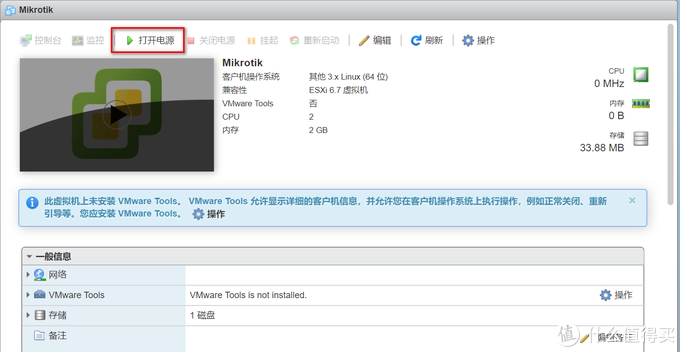 Mikrotik
控制台 监控 打开电源 关闭电源 挂起 重新启动 编辑 刷新 操作
Mikrotik
客户机操作系统 其他 3.x Linux (64 位)
兼容性 ESXi 6.7 虚拟机
VMware Tools 否
CPU 2
内存 2 GB
CPU
0 MHz
内存
0 B
存储
33.88 MB
此虚拟机上未安装 VMware Tools。 VMware Tools 允许显示详细的客户机信息，并允许您在客户机操作系统上执行操作，例如正常关闭、重新
引导等。您应安装 VMware Tools。 操作
一般信息
网络
VMware Tools VMware Tools is not installed. 操作
存储 1 磁盘
备注
值 什么值得买